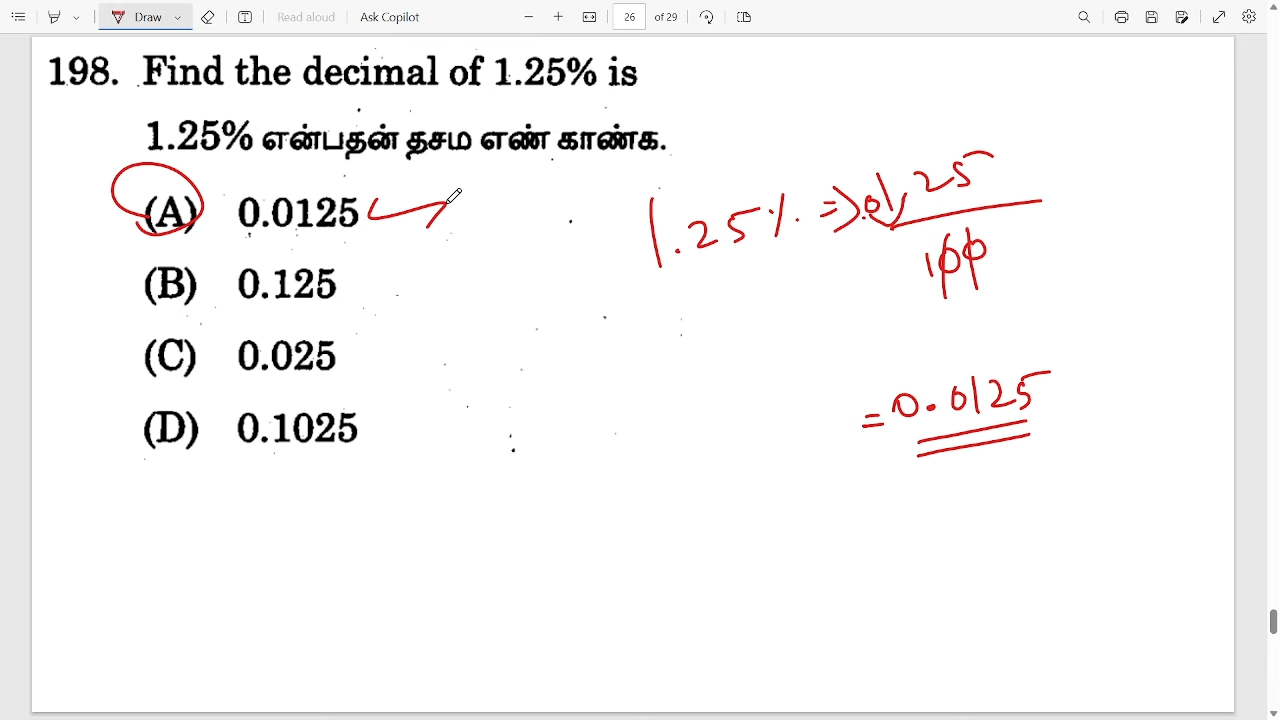 Draw
Read aloud
Ask Copilot
26
of 29
198. Find the decimal of 1.25% is
1.25% என்பதன் தசம எண் காண்க.
(A) 0.0125
(B) 0.125
(C) 0.025
(D) 0.1025
1.25% => .01,25
100
= 0.0125